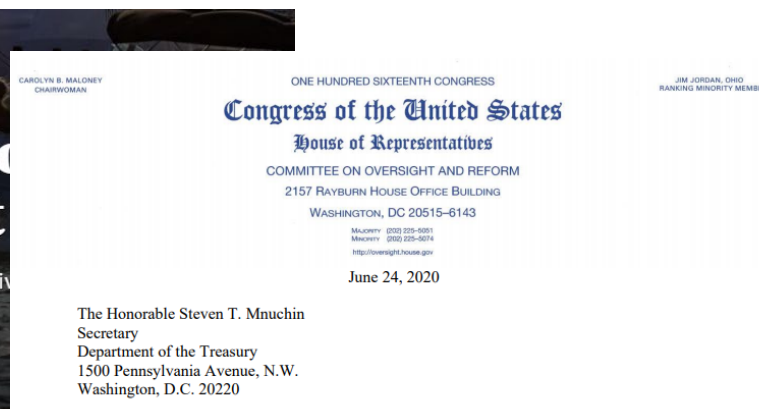 CAROLYN B. MALONEY
CHAIRWOMAN
ONE HUNDRED SIXTEENTH CONGRESS
JIM JORDAN, OHIO
RANKING MINORITY MEMBE
Congress of the United States
House of Representatives
COMMITTEE ON OVERSIGHT AND REFORM
2157 RAYBURN HOUSE OFFICE BUILDING
WASHINGTON, DC 20515–6143
MAJORITY (202) 225–5051
MINORITY (202) 225–5074
http://oversight.house.gov
June 24, 2020
The Honorable Steven T. Mnuchin
Secretary
Department of the Treasury
1500 Pennsylvania Avenue, N.W.
Washington, D.C. 20220